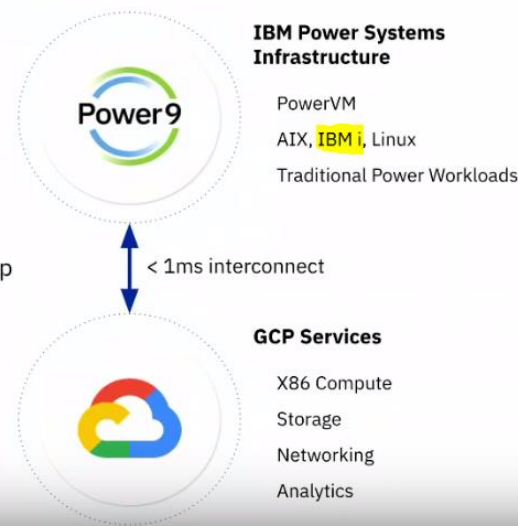 IBM Power Systems
Infrastructure
Power9
PowerVM
AIX, IBM i, Linux
Traditional Power Workloads
p
< 1ms interconnect
GCP Services
X86 Compute
Storage
Networking
Analytics